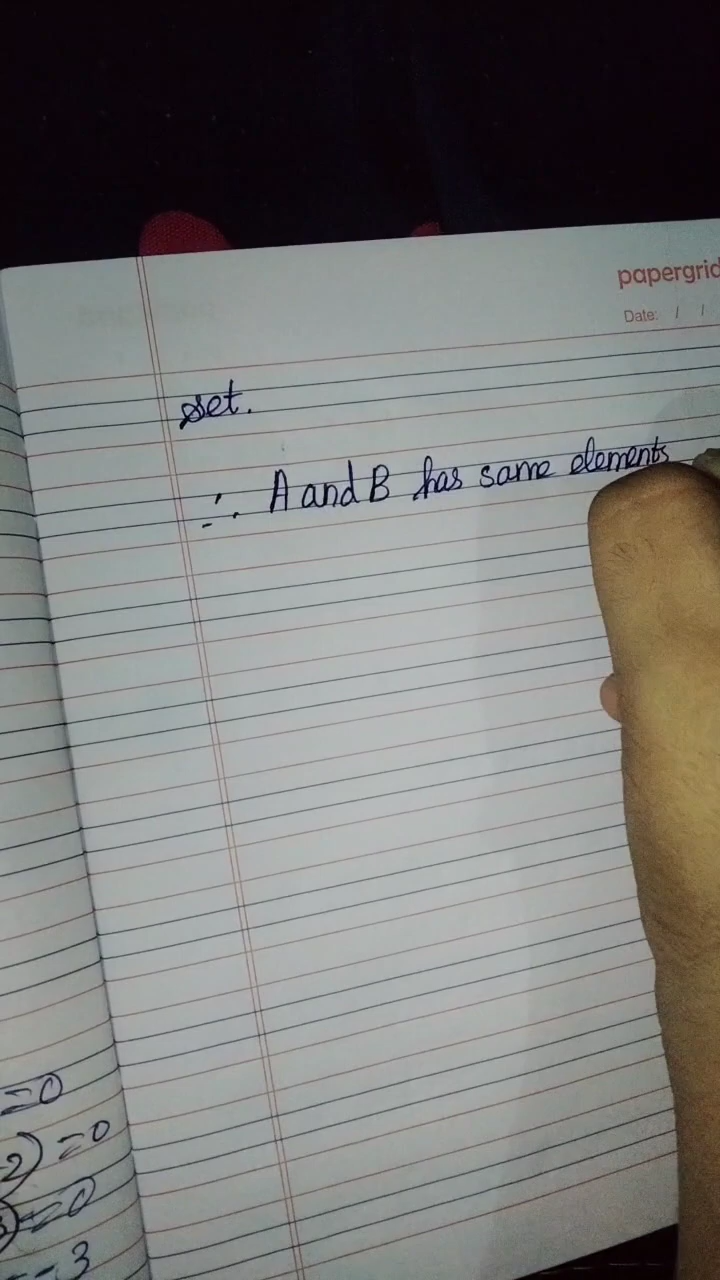 papergrid
Date: / /
set.
∴ A and B has same elements
=0
2) =0
=0
3